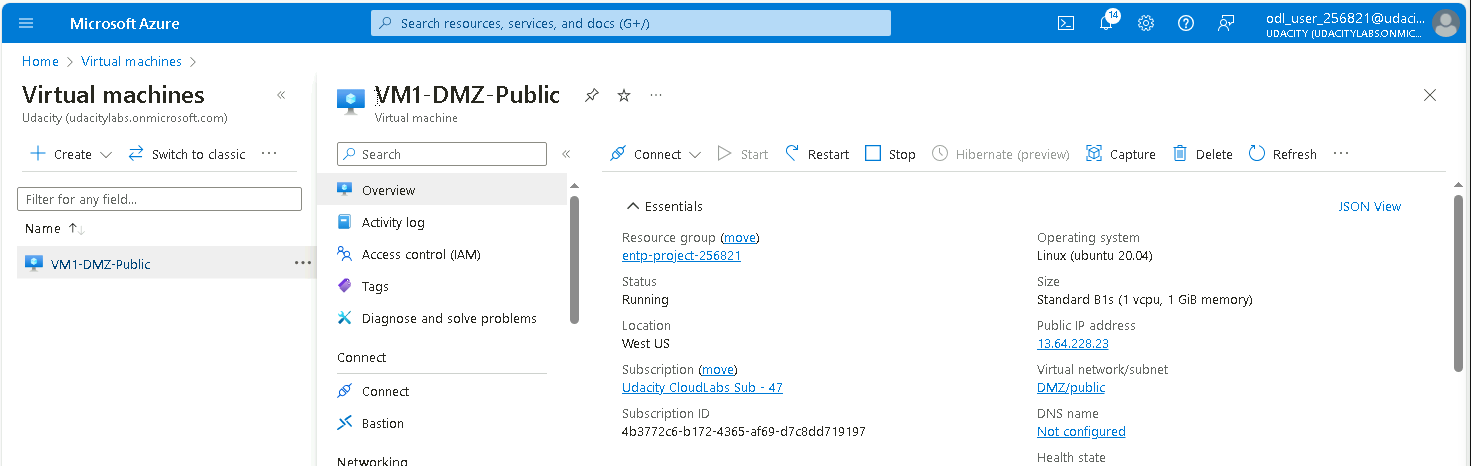 Microsoft Azure
Search resources, services, and docs (G+/)
14
odl_user_256821@udaci...
UDACITY (UDACITYLABS.ONMIC...
Home > Virtual machines >
Virtual machines
Udacity (udacitylabs.onmicrosoft.com)
Create
Switch to classic
Filter for any field...
Name
VM1-DMZ-Public
VM1-DMZ-Public
Virtual machine
Search
Overview
Activity log
Access control (IAM)
Tags
Diagnose and solve problems
Connect
Connect
Bastion
Networking
Connect
Start
Restart
Stop
Hibernate (preview)
Capture
Delete
Refresh
Essentials
JSON View
Resource group (move)
entp-project-256821
Status
Running
Location
West US
Subscription (move)
Udacity CloudLabs Sub - 47
Subscription ID
4b3772c6-b172-4365-af69-d7c8dd719197
Operating system
Linux (ubuntu 20.04)
Size
Standard B1s (1 vcpu, 1 GiB memory)
Public IP address
13.64.228.23
Virtual network/subnet
DMZ/public
DNS name
Not configured
Health state